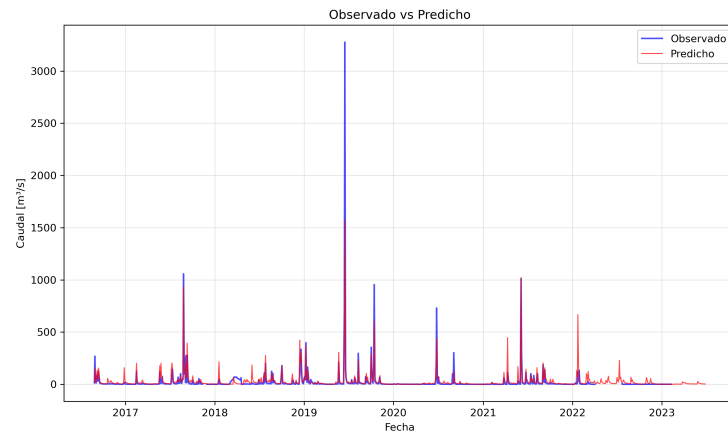 Observado vs Predicho
Observado
Predicho
Caudal [m³/s]
3000
2500
2000
1500
1000
500
0
2017
2018
2019
2020
2021
2022
2023
Fecha